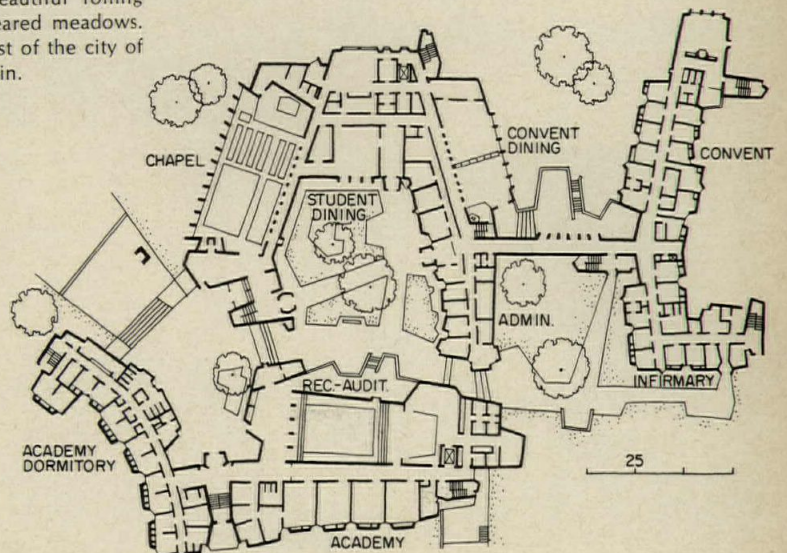 beautiful rolling
eared meadows.
st of the city of
in.
CHAPEL
CONVENT
DINING
CONVENT
STUDENT
DINING
ADMIN.
REC.-AUDIT.
INFIRMARY
ACADEMY
DORMITORY
25
ACADEMY